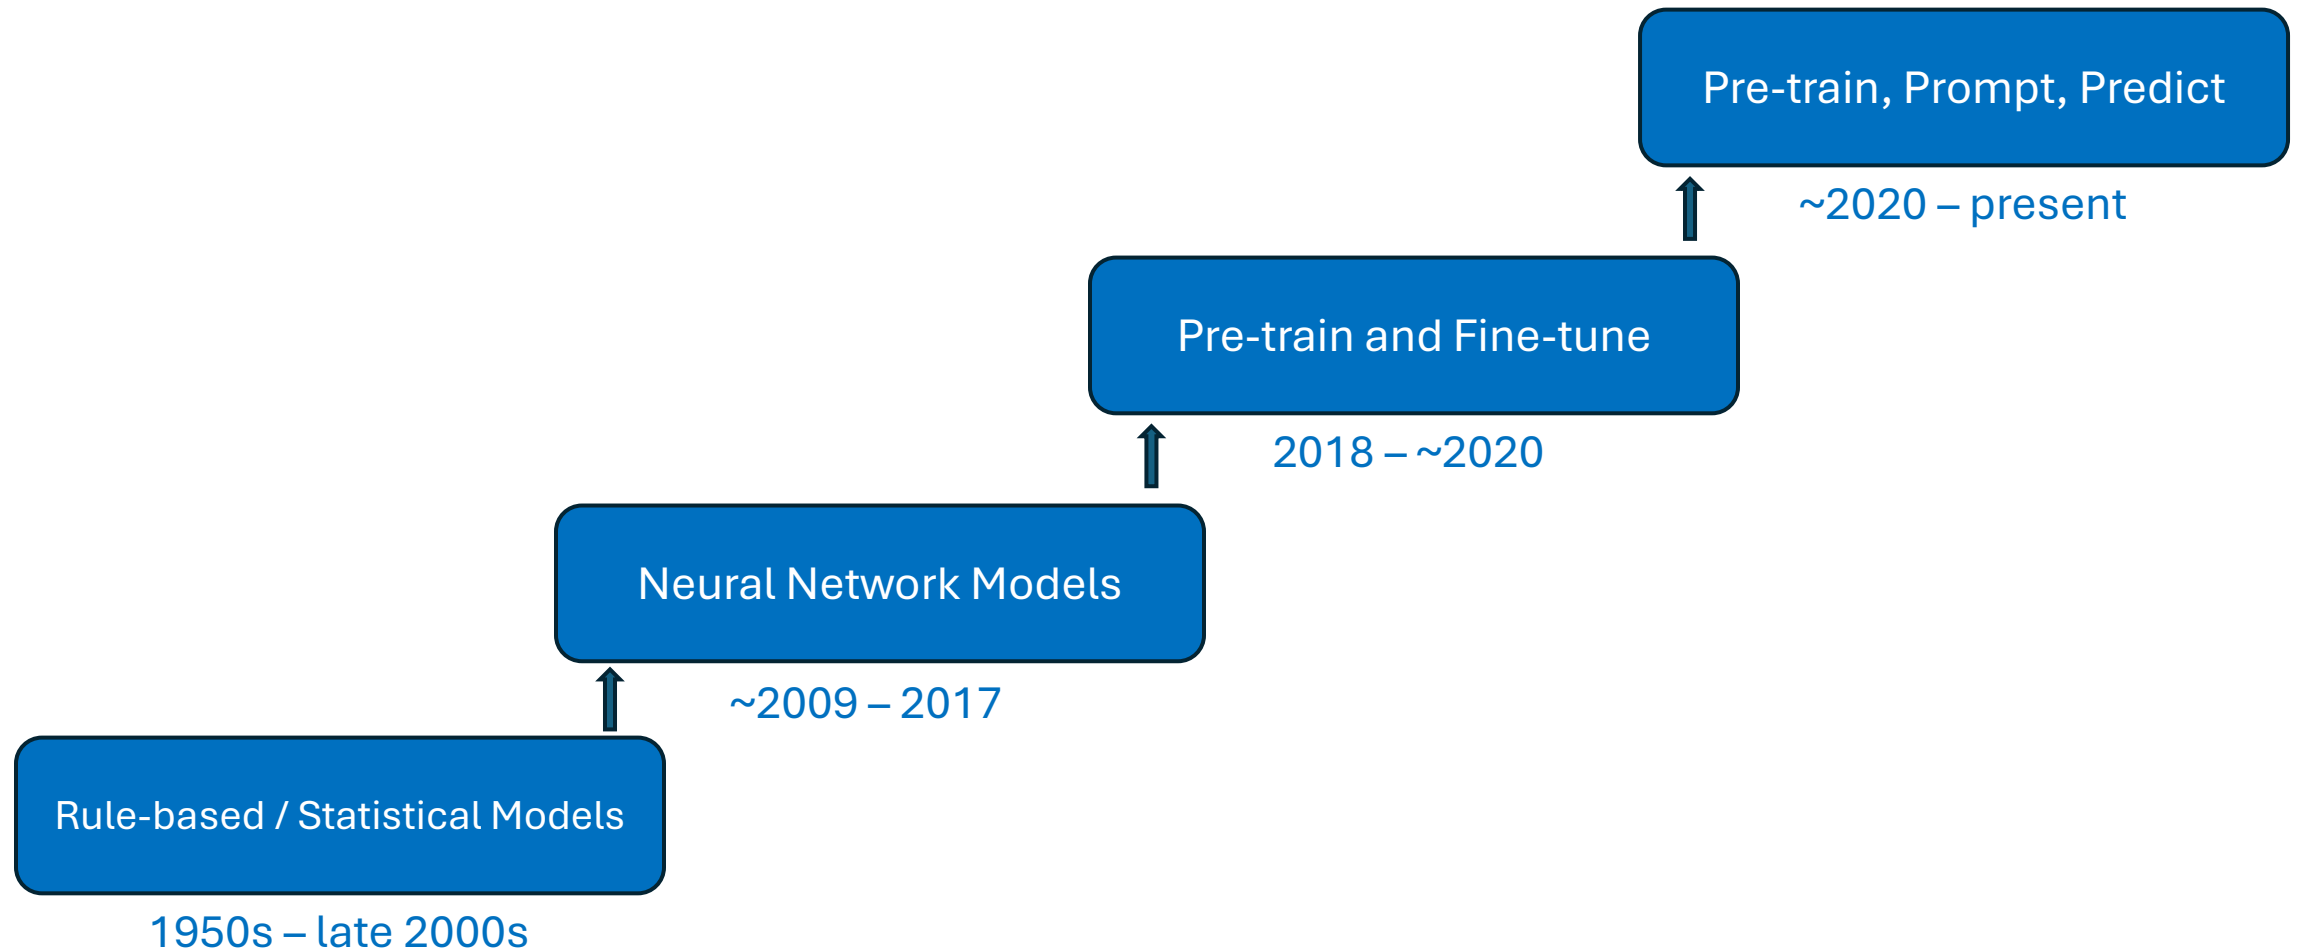 Pre-train, Prompt, Predict
~2020 – present
Pre-train and Fine-tune
2018 – ~2020
Neural Network Models
~2009 – 2017
Rule-based / Statistical Models
1950s – late 2000s